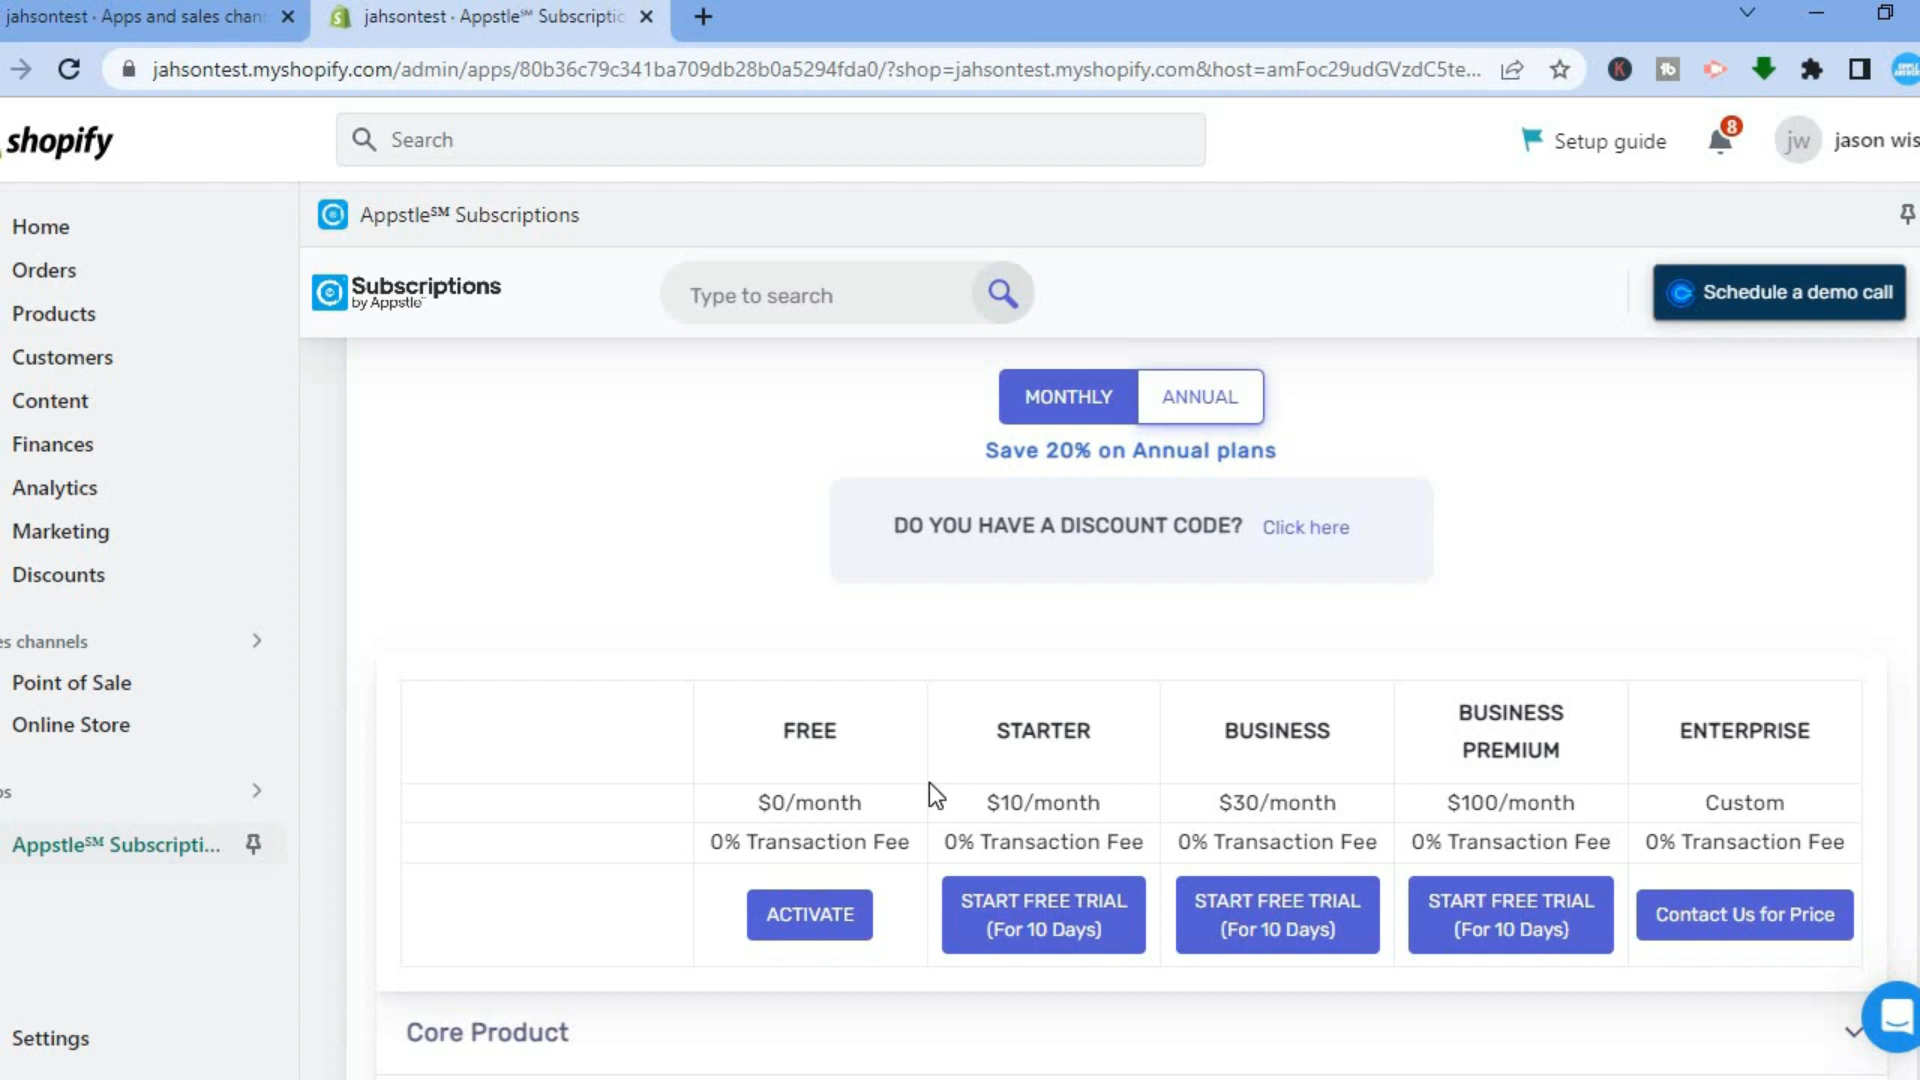 jahsontest · Apps and sales chan
jahsontest · Appstle℠ Subscriptic
jahsontest.myshopify.com/admin/apps/80b36c79c341ba709db28b0a5294fda0/?shop=jahsontest.myshopify.com&host=amFoc29udGVzdC5te...
shopify
Search
Setup guide
8
jw
jason wis
Home
Orders
Products
Customers
Content
Finances
Analytics
Marketing
Discounts
es channels
Point of Sale
Online Store
os
Appstle℠ Subscripti...
Settings
Appstle℠ Subscriptions
Subscriptions
by Appstle
Type to search
Schedule a demo call
MONTHLY
ANNUAL
Save 20% on Annual plans
DO YOU HAVE A DISCOUNT CODE? Click here
FREE STARTER BUSINESS BUSINESS PREMIUM ENTERPRISE
$0/month $10/month $30/month $100/month Custom
0% Transaction Fee 0% Transaction Fee 0% Transaction Fee 0% Transaction Fee 0% Transaction Fee
ACTIVATE
START FREE TRIAL
(For 10 Days)
START FREE TRIAL
(For 10 Days)
START FREE TRIAL
(For 10 Days)
Contact Us for Price
Core Product